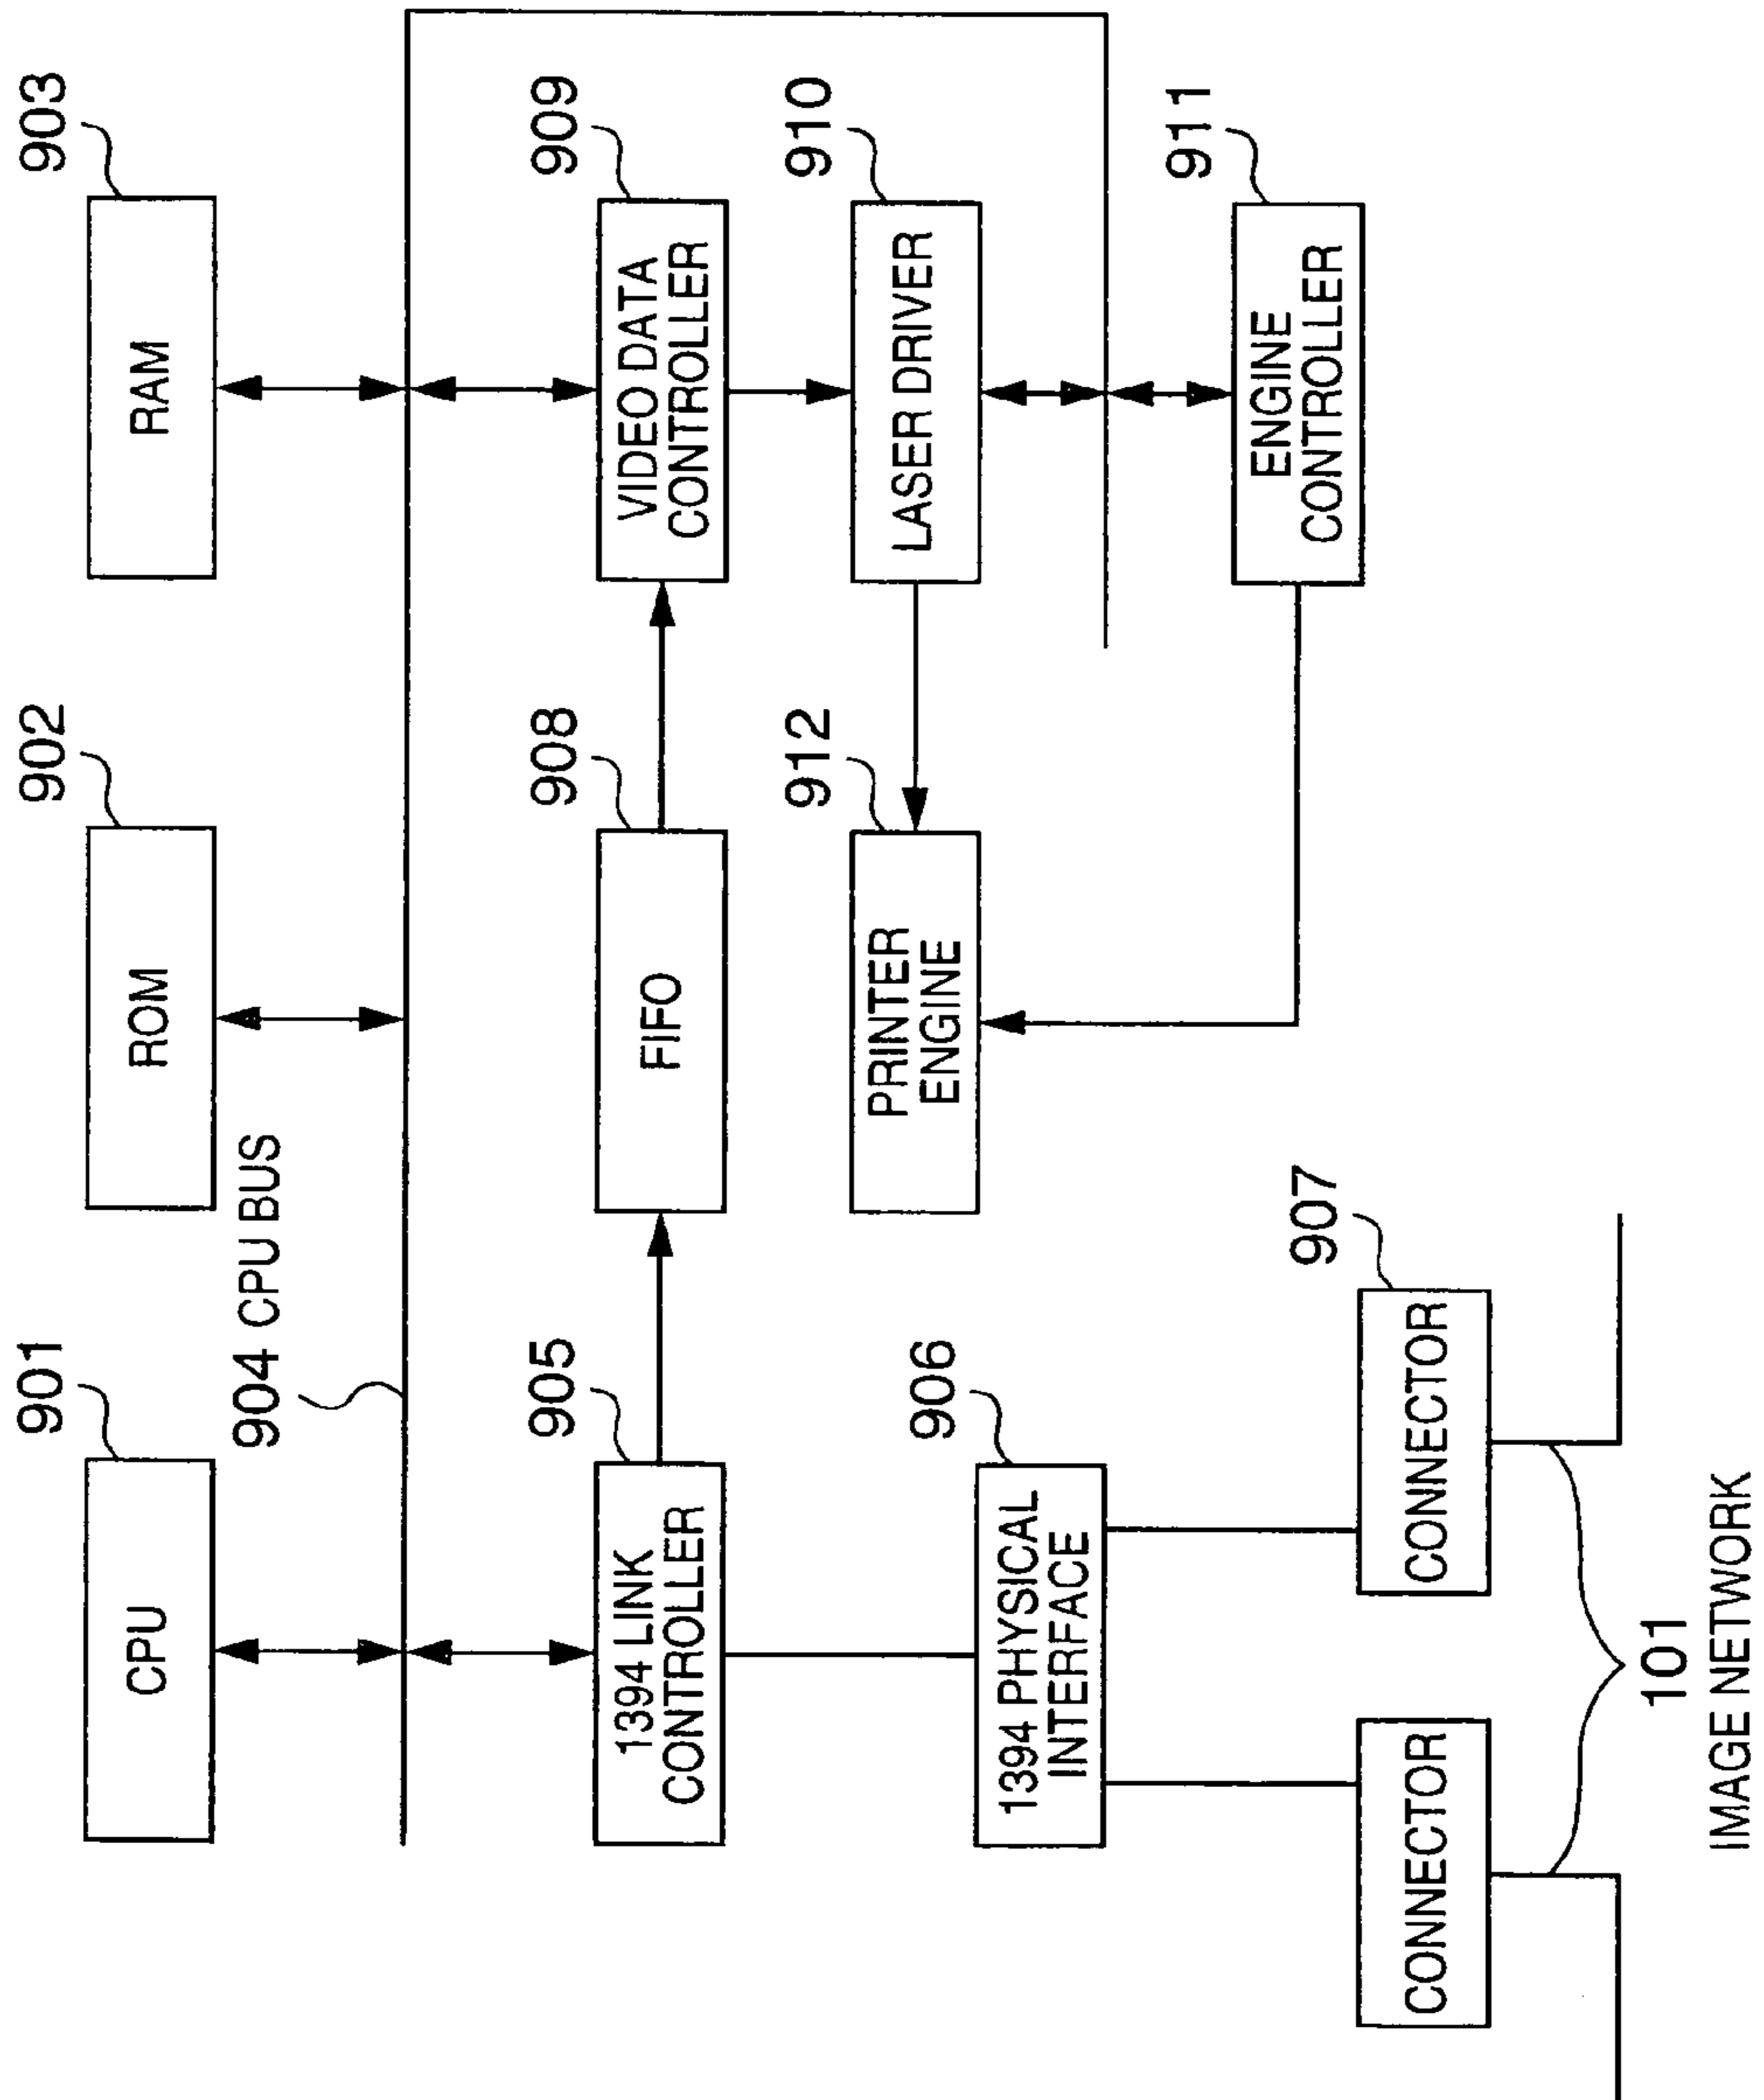 901
CPU
902
ROM
903
RAM
904 CPU BUS
905
1394 LINK
CONTROLLER
908
FIFO
909
VIDEO DATA
CONTROLLER
906
1394 PHYSICAL
INTERFACE
912
PRINTER
ENGINE
910
LASER DRIVER
911
ENGINE
CONTROLLER
CONNECTOR
907
CONNECTOR
101
IMAGE NETWORK